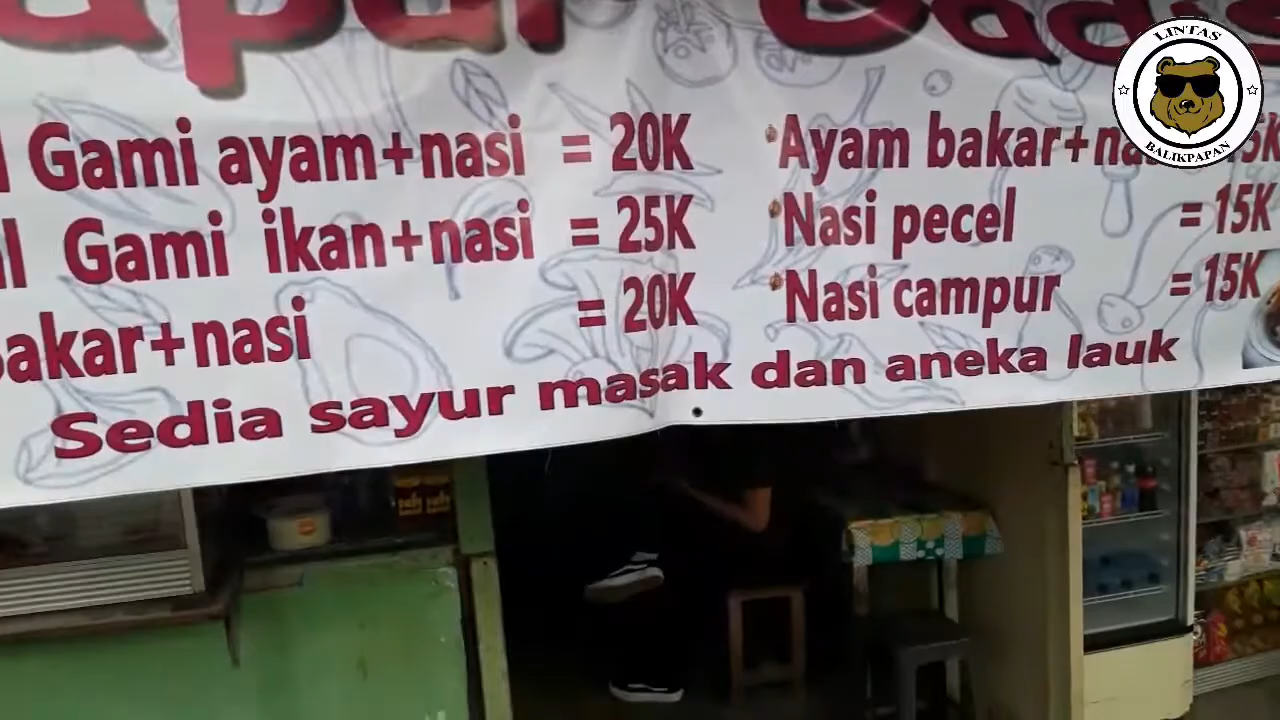 Gami ayam+nasi = 20K
Gami ikan+nasi = 25K
bakar+nasi = 20K
Ayam bakar+na
Nasi pecel = 15K
Nasi campur = 15K
Sedia sayur masak dan aneka lauk
LINTAS
BALIKPAPAN